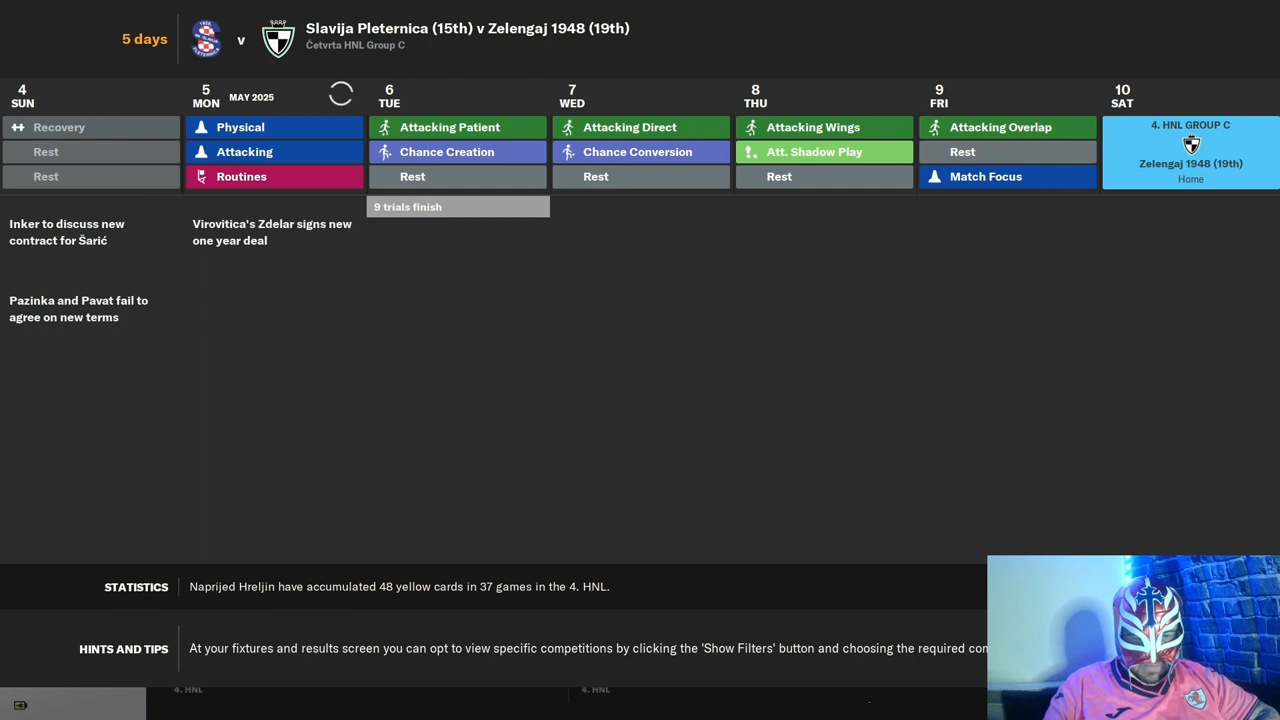 5 days
v
Slavija Pleternica (15th) v Zelengaj 1948 (19th)
Četvrta HNL Group C
4
SUN
5
MON
MAY 2025
6
TUE
7
WED
8
THU
9
FRI
10
SAT
Recovery
Physical
Attacking Patient
Attacking Direct
Attacking Wings
Attacking Overlap
4. HNL GROUP C
Rest
Attacking
Chance Creation
Chance Conversion
Att. Shadow Play
Rest
Zelengaj 1948 (19th)
Rest
Routines
Rest
Rest
Rest
Match Focus
Home
9 trials finish
Inker to discuss new
contract for Šarić
Virovitica's Zdelar signs new
one year deal
Pazinka and Pavat fail to
agree on new terms
STATISTICS
Naprijed Hreljin have accumulated 48 yellow cards in 37 games in the 4. HNL.
HINTS AND TIPS
At your fixtures and results screen you can opt to view specific competitions by clicking the 'Show Filters' button and choosing the required
4. HNL
4. HNL